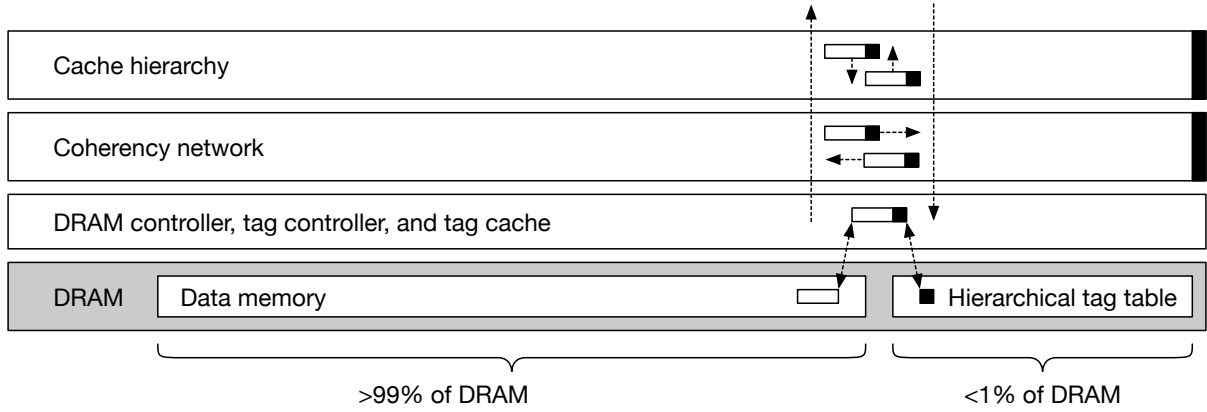 Cache hierarchy
Coherency network
DRAM controller, tag controller, and tag cache
DRAM
Data memory
Hierarchical tag table
>99% of DRAM
<1% of DRAM